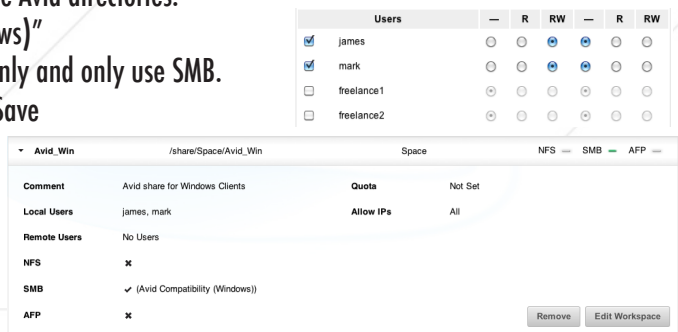 e Avid directories.
ws)”
nly and only use SMB.
Save
Users — R RW — R RW
james
mark
freelance1
freelance2
Avid_Win /share/Space/Avid_Win Space NFS — SMB — AFP —
Comment Avid share for Windows Clients Quota Not Set
Local Users james, mark Allow IPs All
Remote Users No Users
NFS ✖
SMB ✔ (Avid Compatibility (Windows))
AFP ✖
Remove Edit Workspace